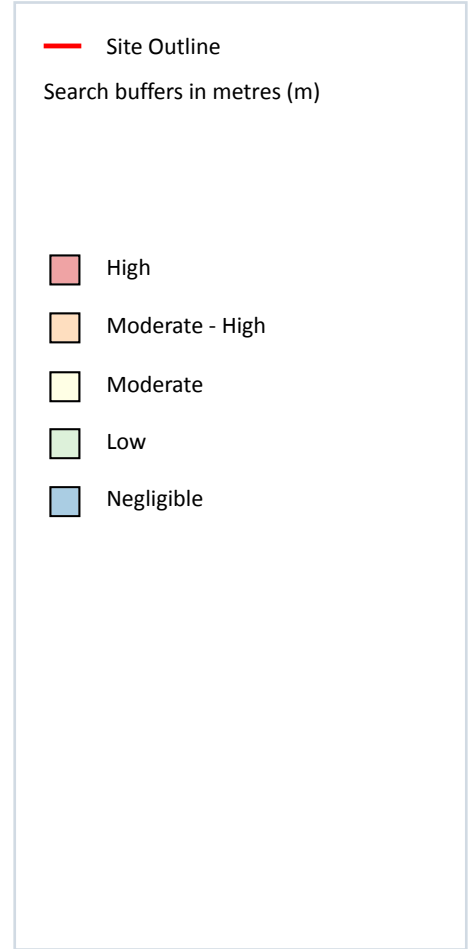 Site Outline
Search buffers in metres (m)
High
Moderate - High
Moderate
Low
Negligible